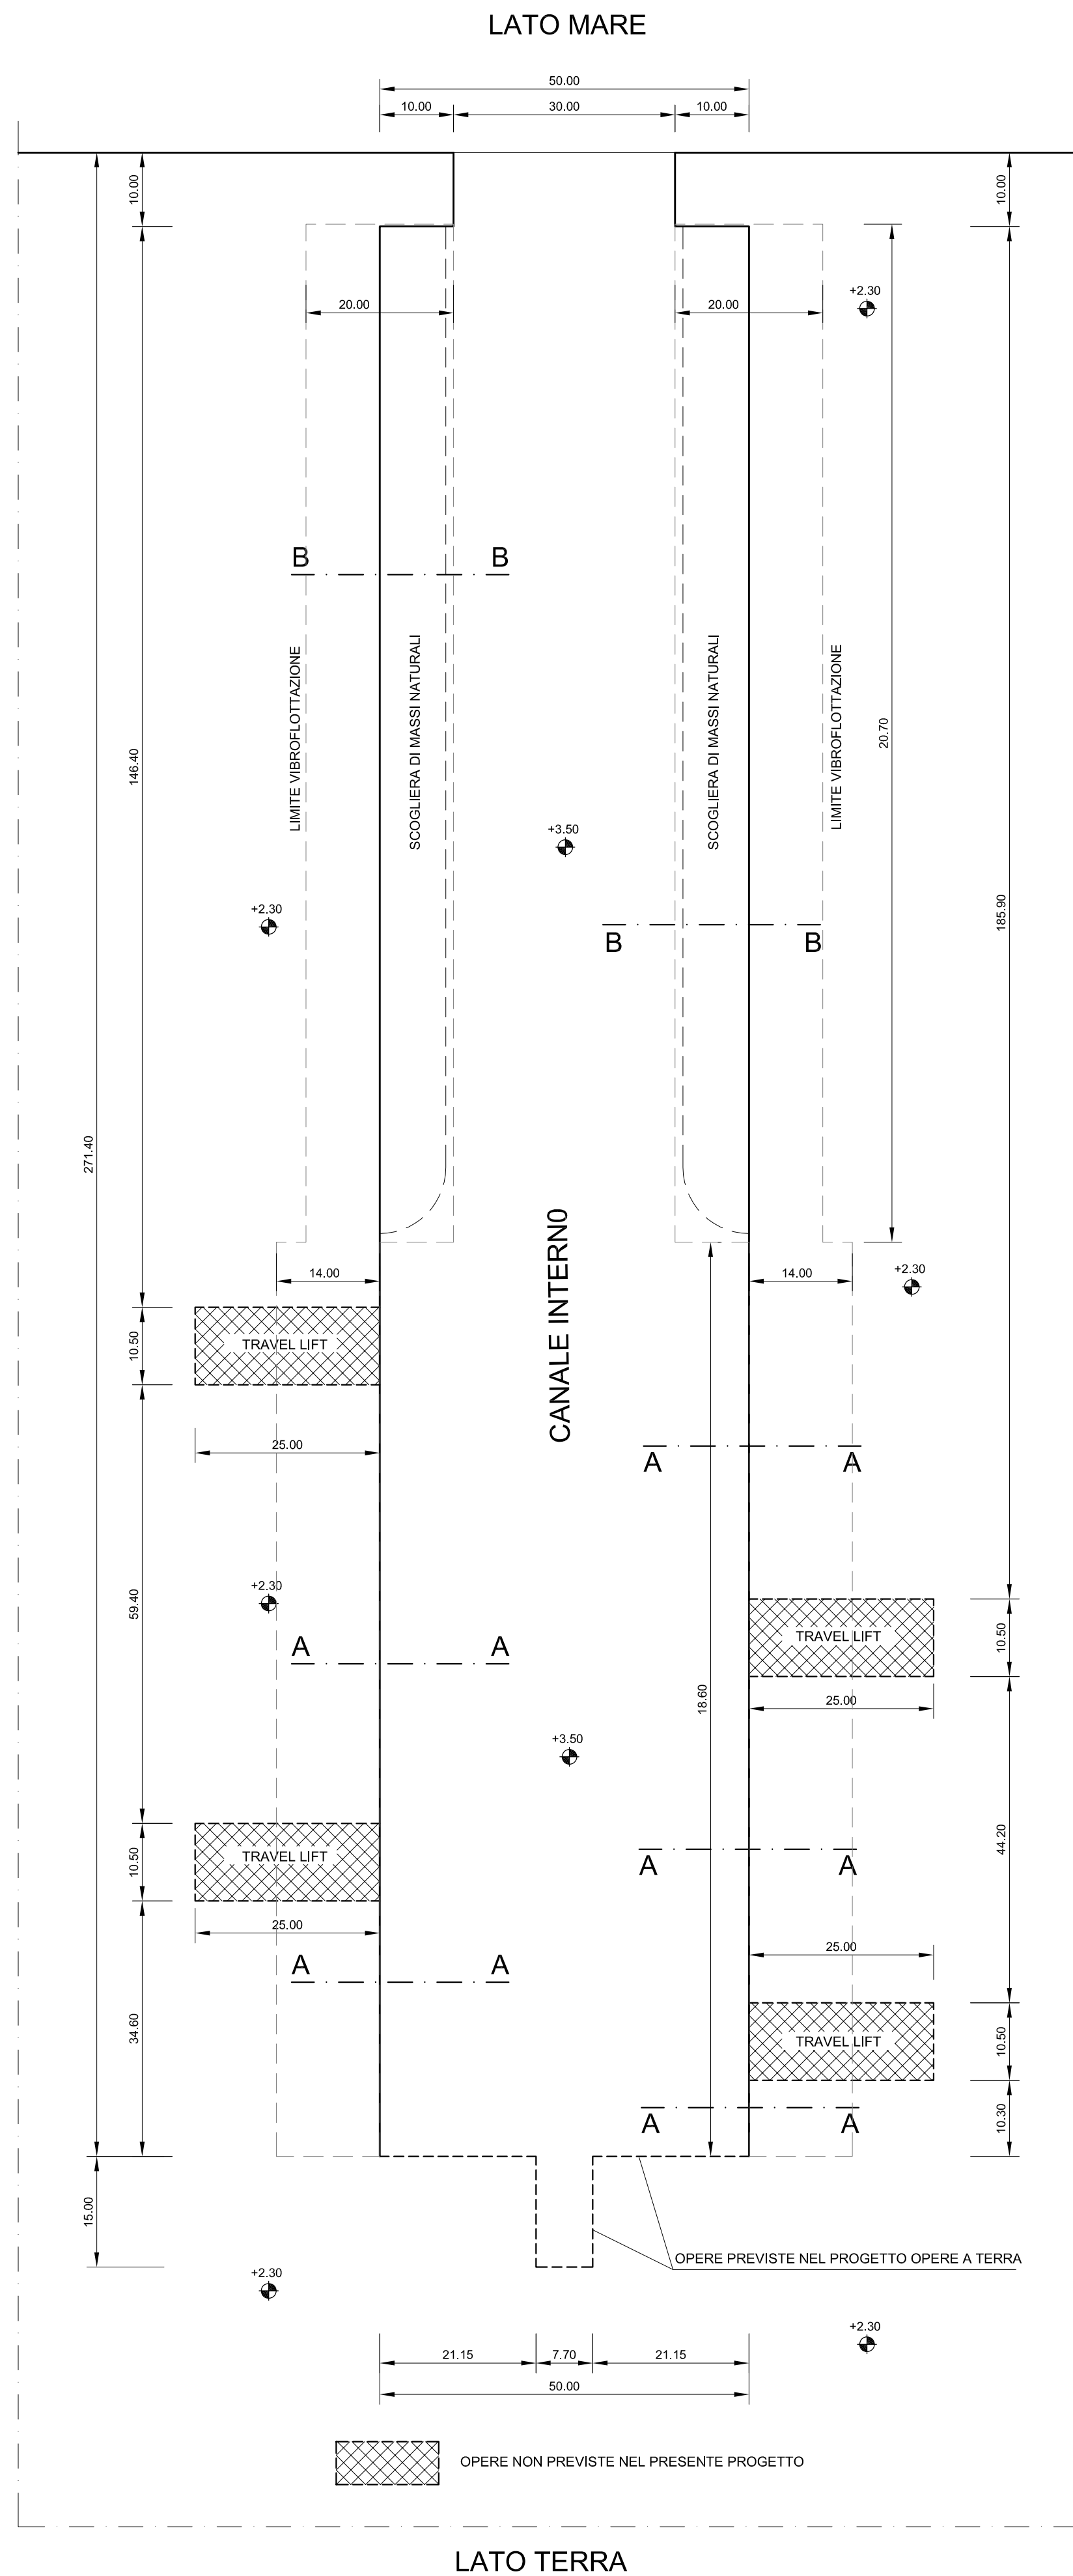 LATO MARE
50.00
10.00 30.00 10.00
10.00 10.00
20.00 20.00 +2.30
B B
146.40
LIMITE VIBROFLOTTAZIONE
SCOGLIERA DI MASSI NATURALI
SCOGLIERA DI MASSI NATURALI
LIMITE VIBROFLOTTAZIONE
20.70
+3.50
+2.30
185.90
B B
271.40
CANALE INTERN0
14.00 14.00 +2.30
10.50
TRAVEL LIFT
25.00
A A
59.40
+2.30
A A
10.50
TRAVEL LIFT
18.60
25.00
+3.50
10.50
TRAVEL LIFT
44.20
A A
25.00
25.00
A A
34.60
TRAVEL LIFT
10.50
A A
10.30
15.00
OPERE PREVISTE NEL PROGETTO OPERE A TERRA
+2.30
+2.30
21.15 7.70 21.15
50.00
OPERE NON PREVISTE NEL PRESENTE PROGETTO
LATO TERRA